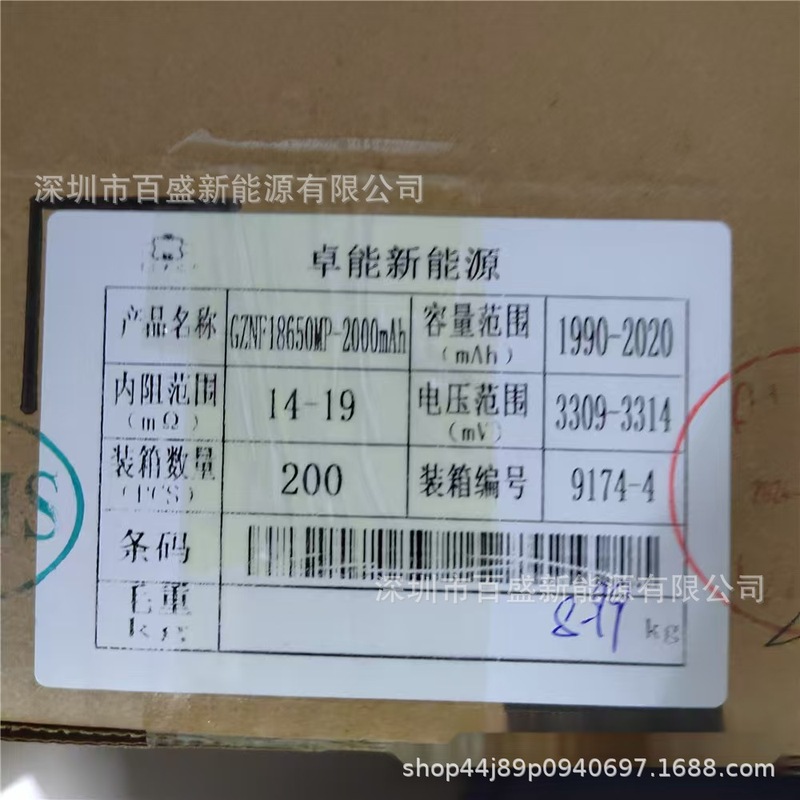 深圳市百盛新能源有限公司
卓能新能源
产品名称 GZNF18650MP-2000mAh 容量范围(mAh) 1990-2020
内阻范围(mΩ) 14-19 电压范围(mV) 3309-3314
装箱数量(PCS) 200 装箱编号 9174-4
条码
深圳市百盛新能源有限公司
毛重kg kg
shop44j89p0940697.1688.com